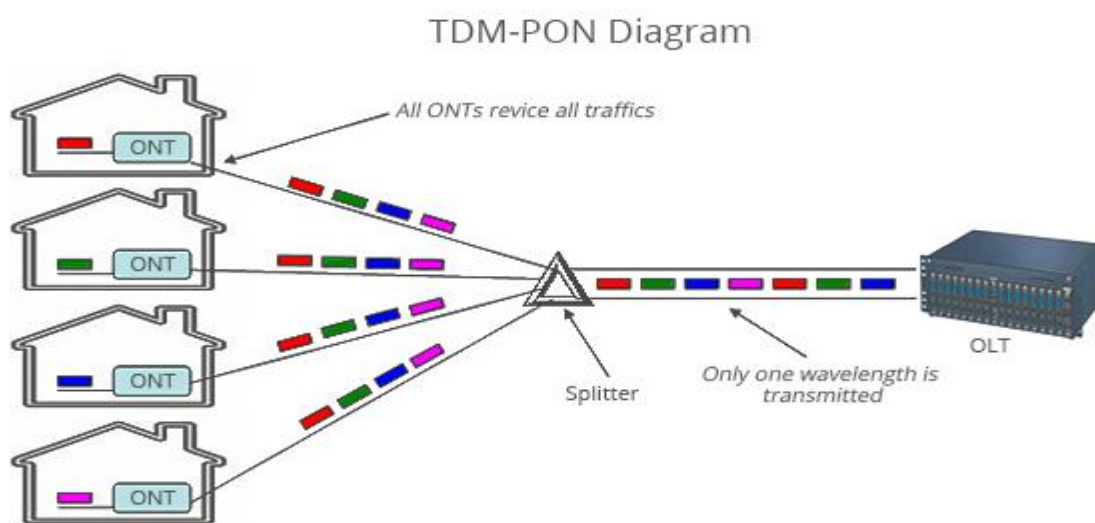 TDM-PON Diagram
All ONTs revice all traffics
ONT
ONT
ONT
ONT
Splitter
OLT
Only one wavelength is
transmitted